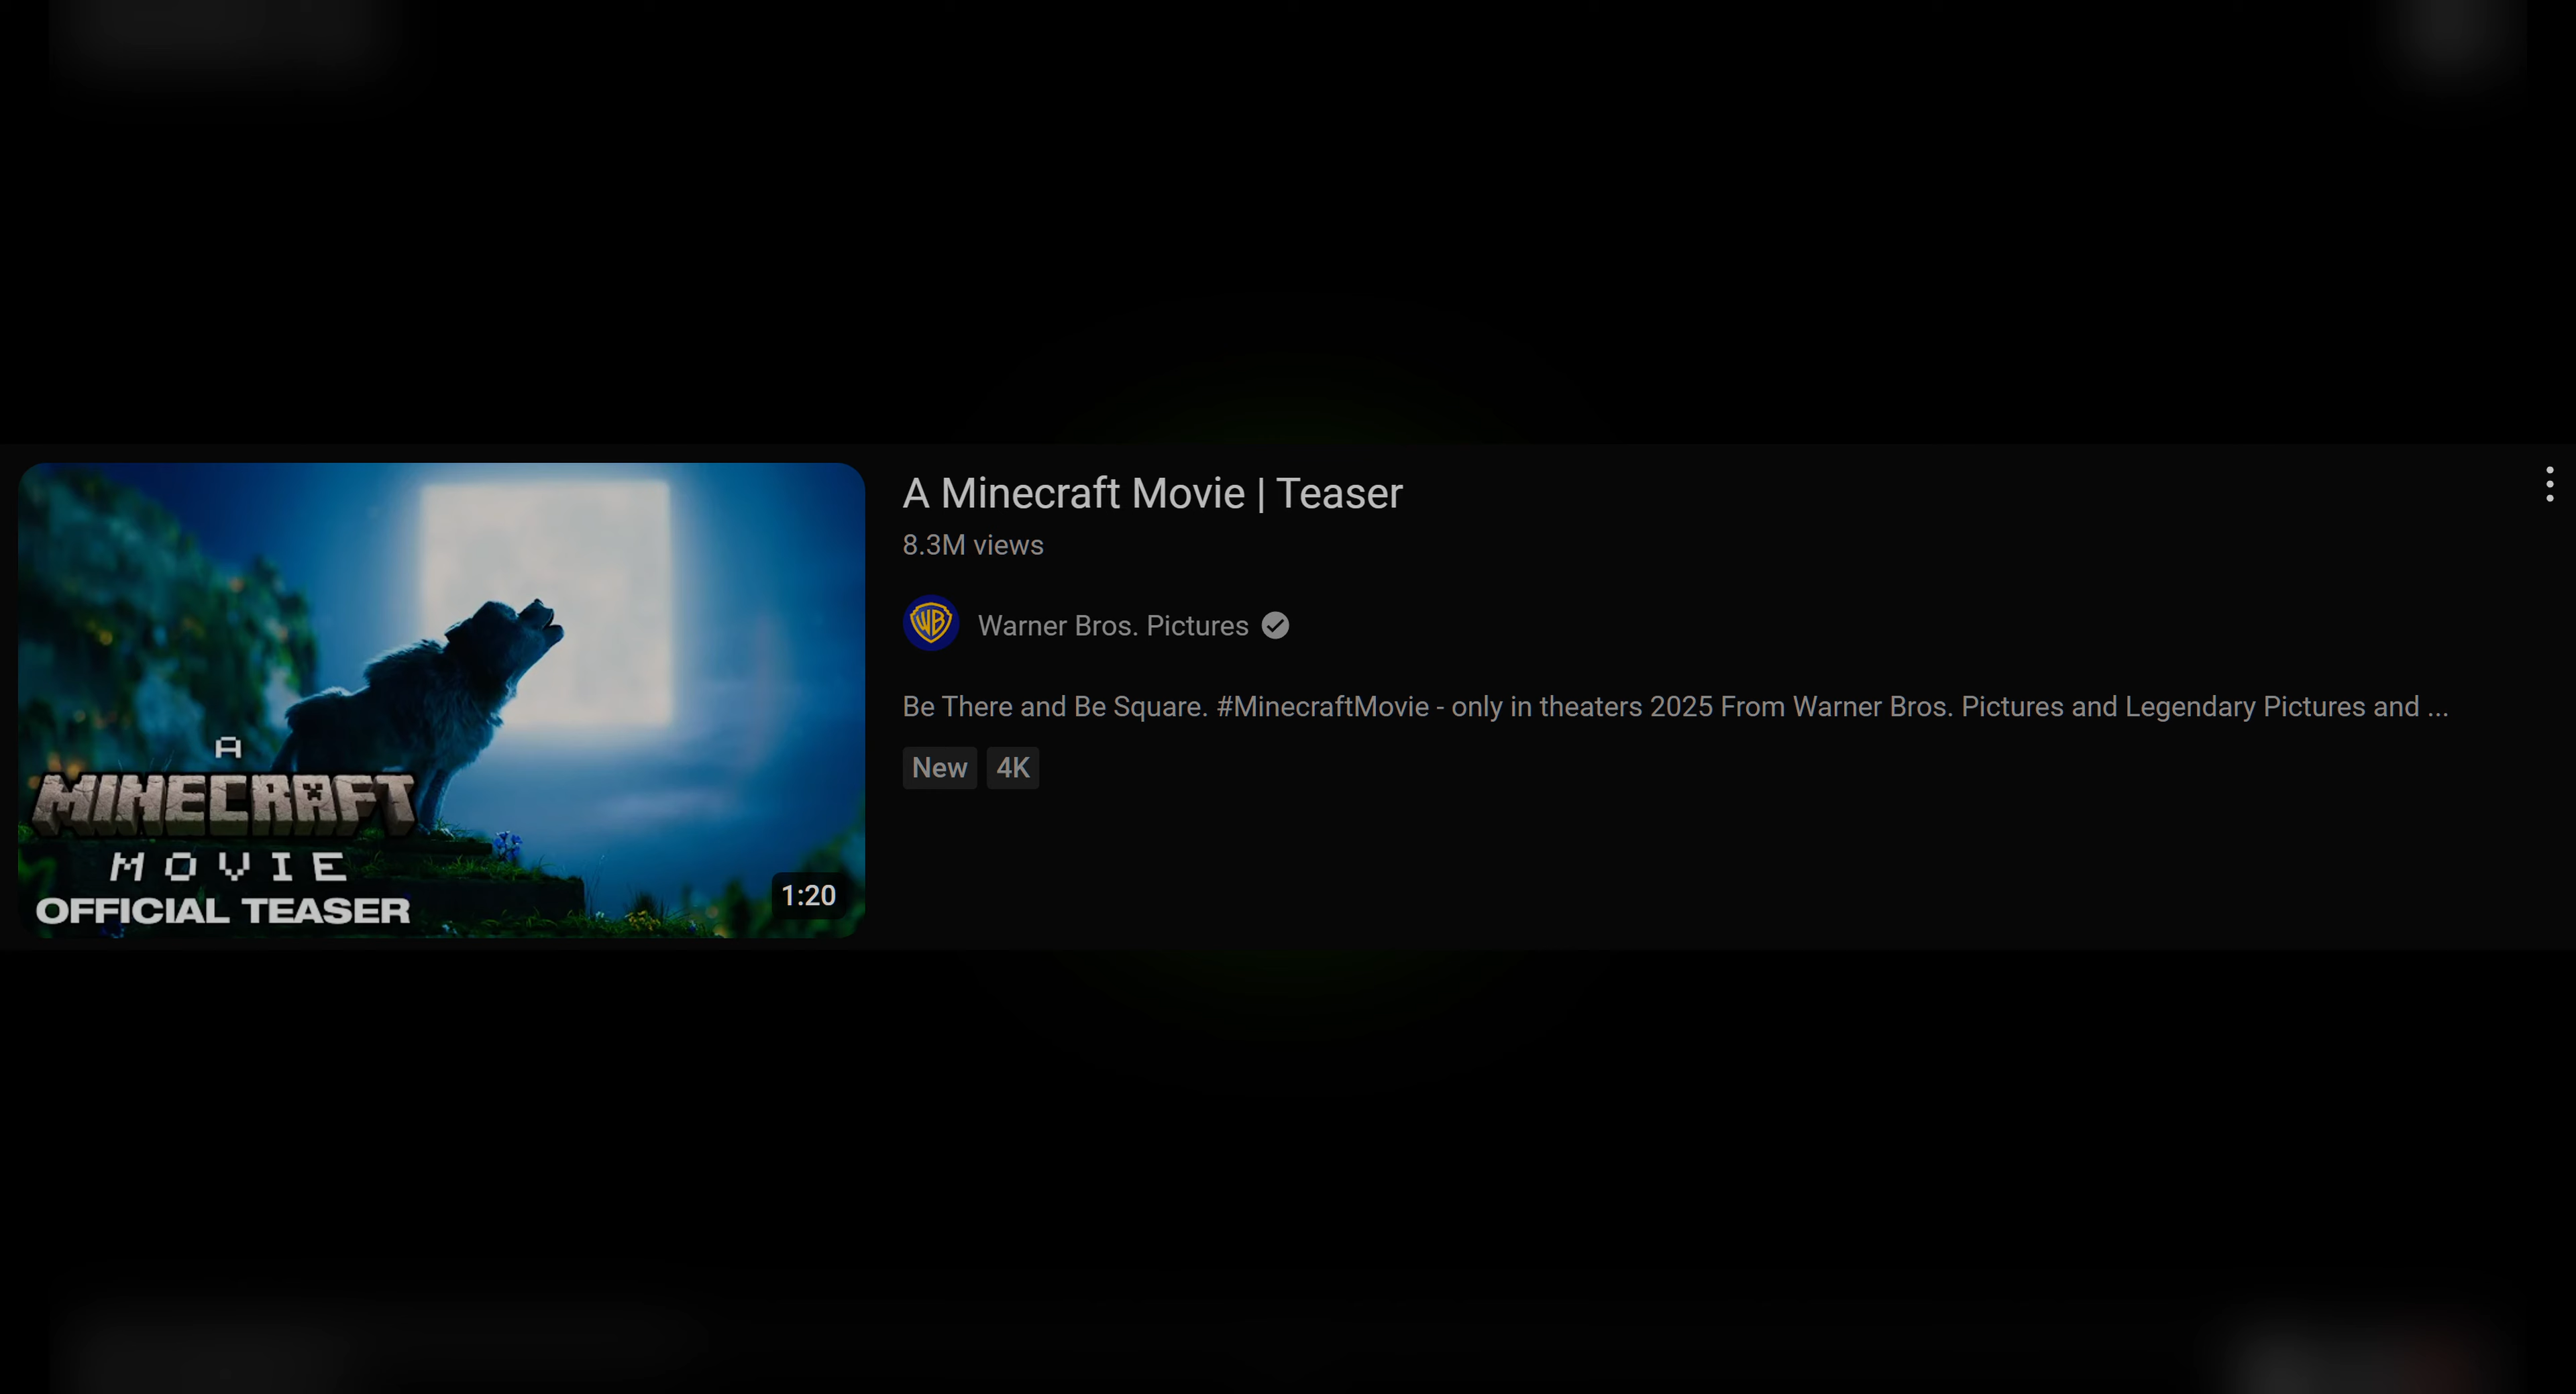 A
MINECRAFT
MOVIE
OFFICIAL TEASER
1:20
A Minecraft Movie | Teaser
8.3M views
WB
Warner Bros. Pictures
Be There and Be Square. #MinecraftMovie - only in theaters 2025 From Warner Bros. Pictures and Legendary Pictures and ...
New 4K